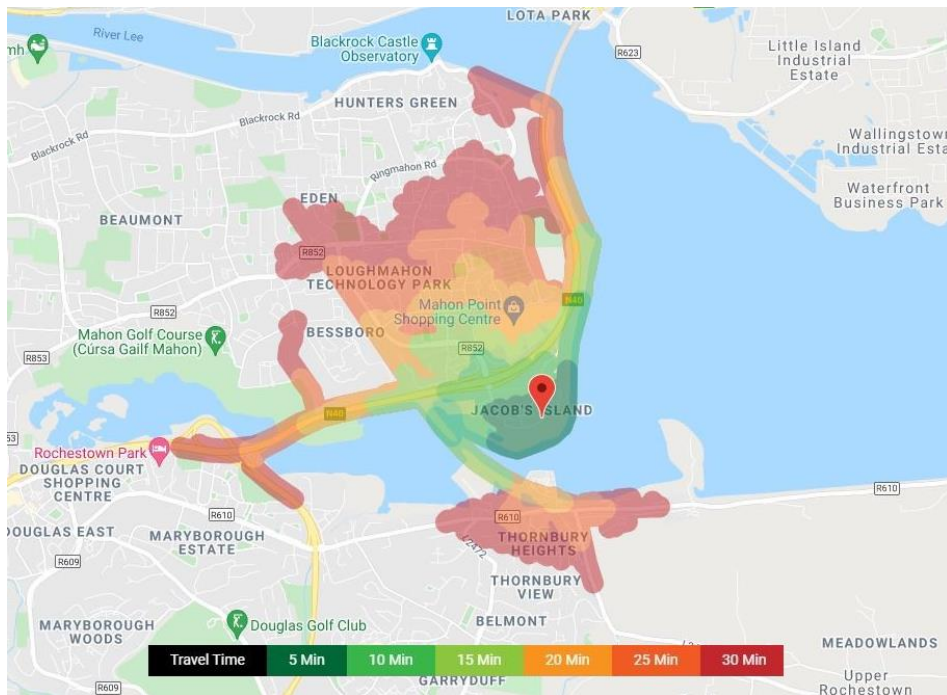 LOTA PARK
River Lee
R623
Little Island
Industrial
Estate
mh
Blackrock Castle
Observatory
HUNTERS GREEN
Blackrock Rd
Blackrock Rd
Wallingstown
Industrial Esta
Ringmahon Rd
Waterfront
Business Park
EDEN
BEAUMONT
R852
LOUGHMAHON
TECHNOLOGY PARK
N40
Mahon Point
Shopping Centre
R852
BESSBORO
Mahon Golf Course
(Cúrsa Gailf Mahon)
R852
R853
JACOB'S ISLAND
N40
53
Rochestown Park
DOUGLAS COURT
SHOPPING
CENTRE
R610
R610
R610
DOUGLAS EAST
MARYBOROUGH
ESTATE
THORNBURY
HEIGHTS
L2472
R609
THORNBURY
VIEW
MARYBOROUGH
WOODS
Douglas Golf Club
BELMONT
MEADOWLANDS
Travel Time 5 Min 10 Min 15 Min 20 Min 25 Min 30 Min
GARRYDUFF
R609
Upper
Rochestown